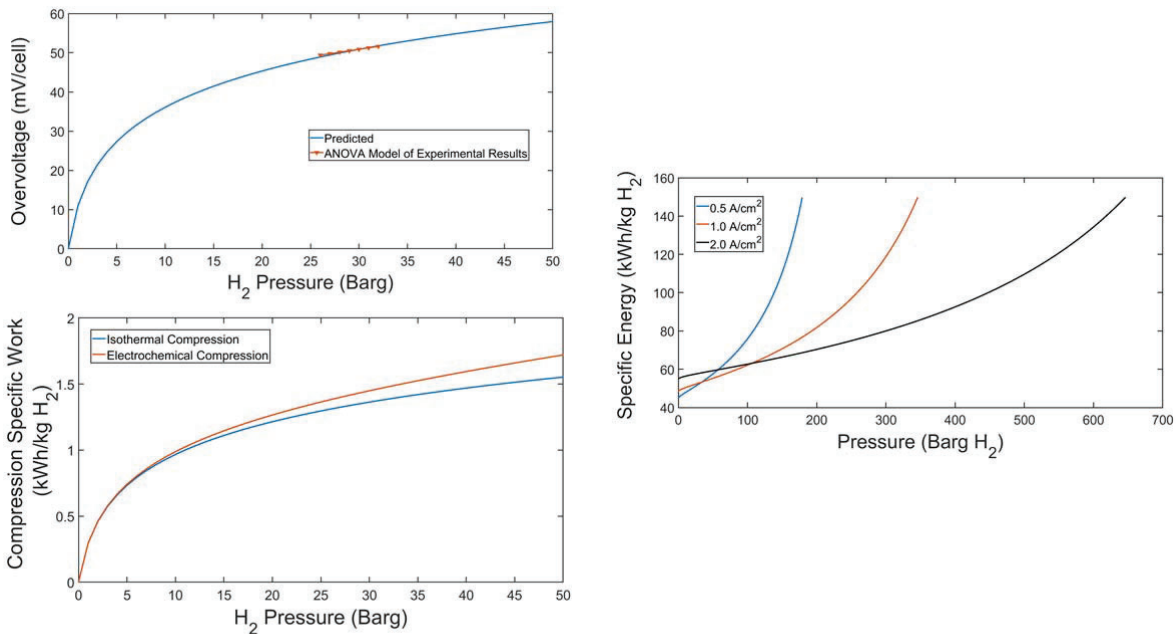 Overvoltage (mV/cell)
60
50
40
30
20
10
0
Predicted
ANOVA Model of Experimental Results
0 5 10 15 20 25 30 35 40 45 50
H2 Pressure (Barg)
Compression Specific Work
(kWh/kg H2)
2
1.5
1
0.5
0
Isothermal Compression
Electrochemical Compression
0 5 10 15 20 25 30 35 40 45 50
H2 Pressure (Barg)
Specific Energy (kWh/kg H2)
160
140
120
100
80
60
40
0.5 A/cm2
1.0 A/cm2
2.0 A/cm2
0 100 200 300 400 500 600 700
Pressure (Barg H2)